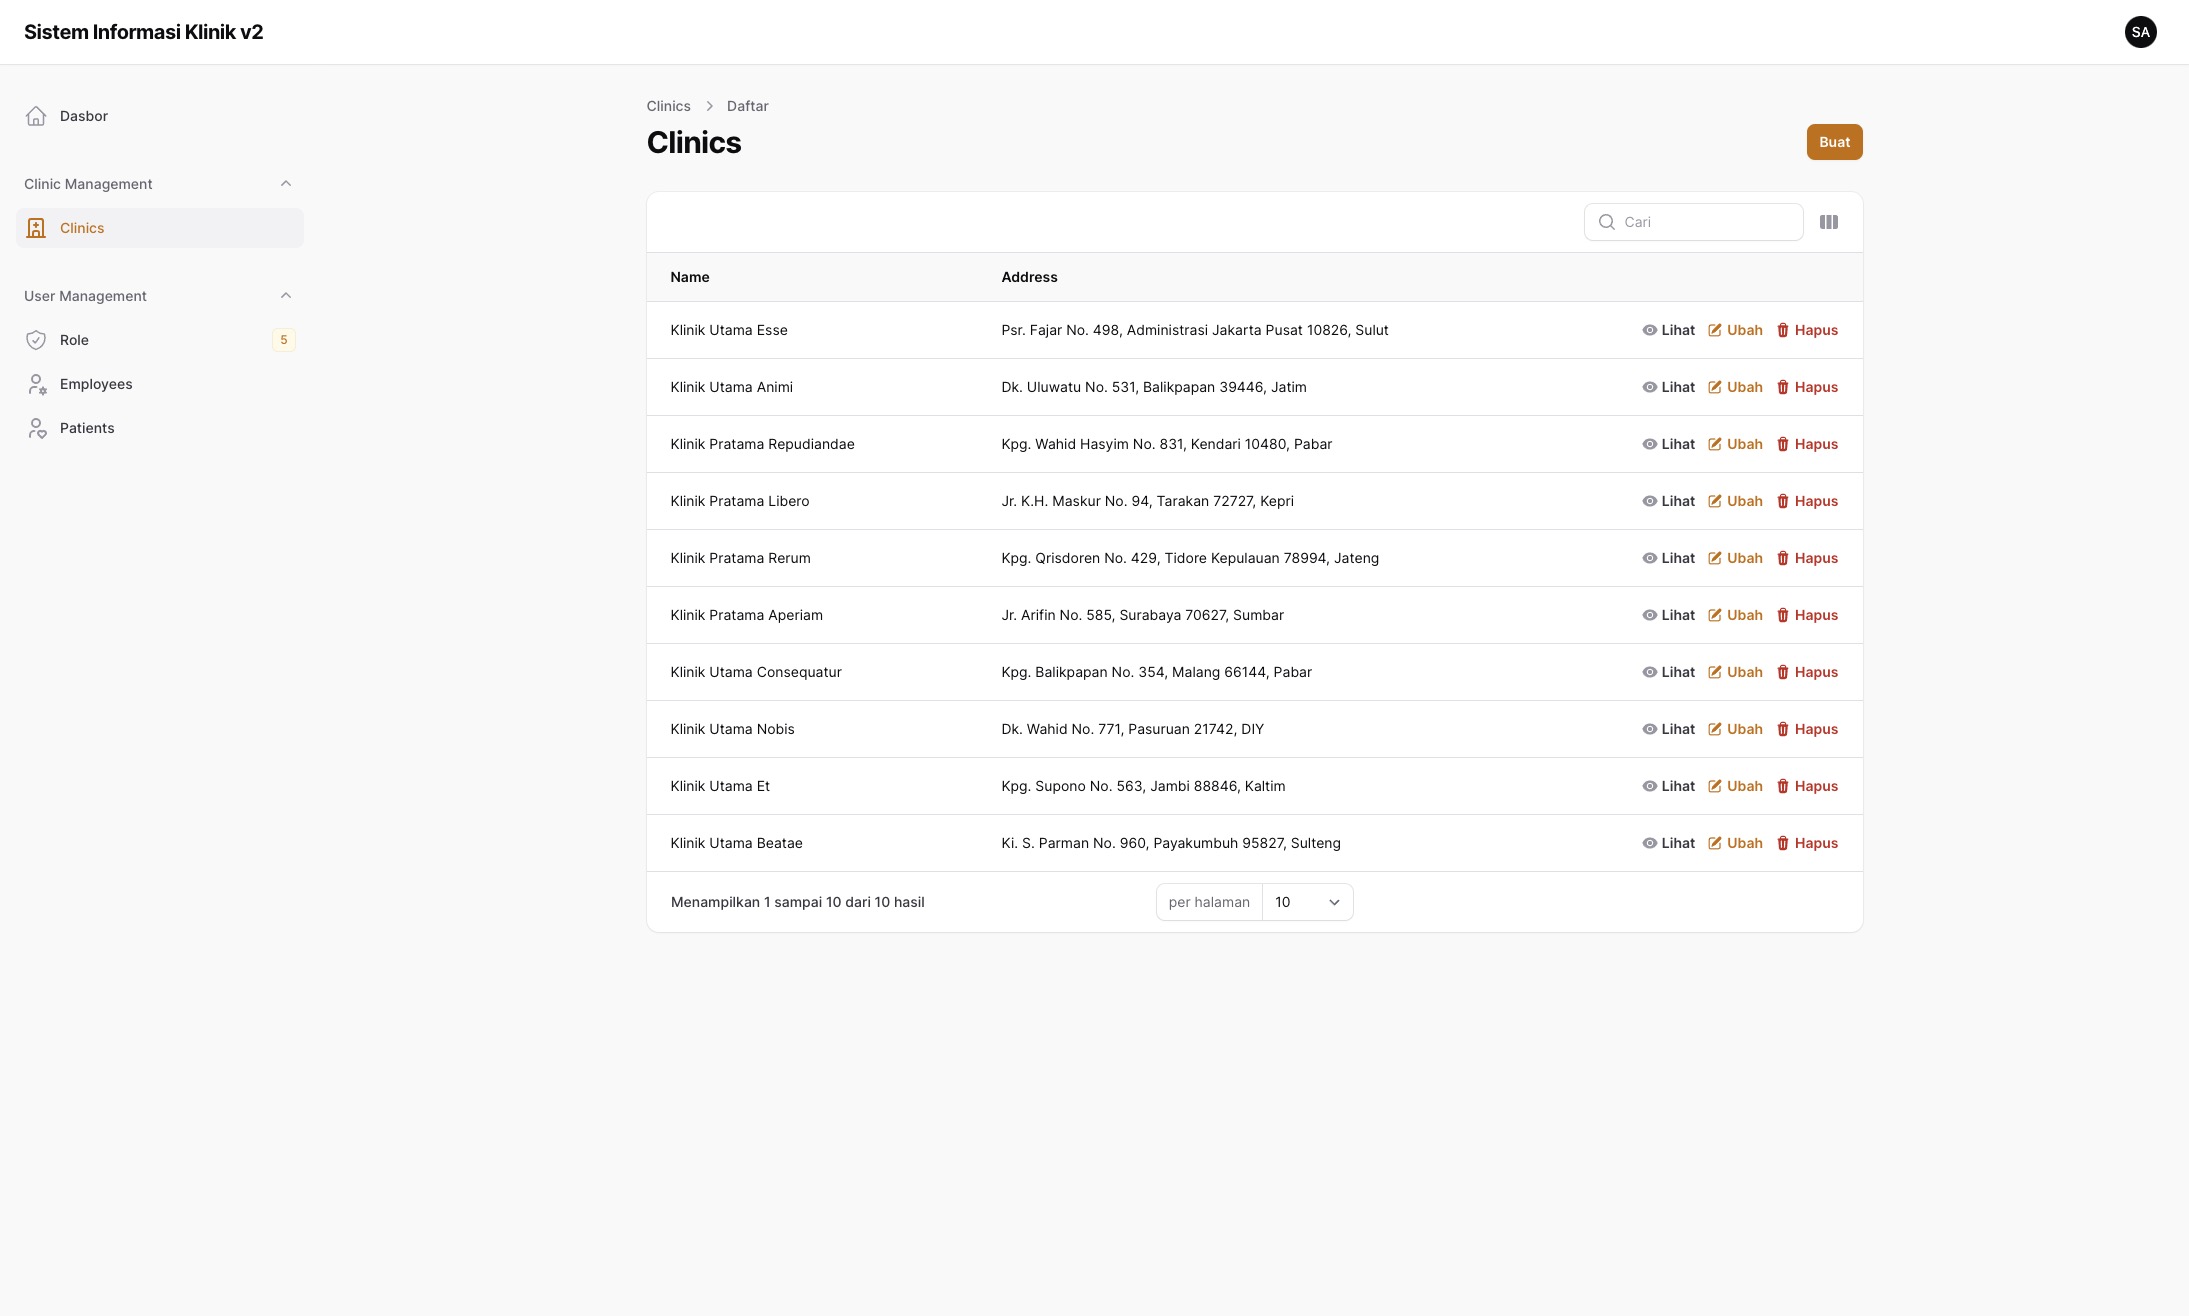 Sistem Informasi Klinik v2
SA
Dasbor
Clinic Management
Clinics
User Management
Role 5
Employees
Patients
Clinics > Daftar
Clinics
Buat
Cari
Name Address
Klinik Utama Esse Psr. Fajar No. 498, Administrasi Jakarta Pusat 10826, Sulut Lihat Ubah Hapus
Klinik Utama Animi Dk. Uluwatu No. 531, Balikpapan 39446, Jatim Lihat Ubah Hapus
Klinik Pratama Repudiandae Kpg. Wahid Hasyim No. 831, Kendari 10480, Pabar Lihat Ubah Hapus
Klinik Pratama Libero Jr. K.H. Maskur No. 94, Tarakan 72727, Kepri Lihat Ubah Hapus
Klinik Pratama Rerum Kpg. Qrisdoren No. 429, Tidore Kepulauan 78994, Jateng Lihat Ubah Hapus
Klinik Pratama Aperiam Jr. Arifin No. 585, Surabaya 70627, Sumbar Lihat Ubah Hapus
Klinik Utama Consequatur Kpg. Balikpapan No. 354, Malang 66144, Pabar Lihat Ubah Hapus
Klinik Utama Nobis Dk. Wahid No. 771, Pasuruan 21742, DIY Lihat Ubah Hapus
Klinik Utama Et Kpg. Supono No. 563, Jambi 88846, Kaltim Lihat Ubah Hapus
Klinik Utama Beatae Ki. S. Parman No. 960, Payakumbuh 95827, Sulteng Lihat Ubah Hapus
Menampilkan 1 sampai 10 dari 10 hasil per halaman 10